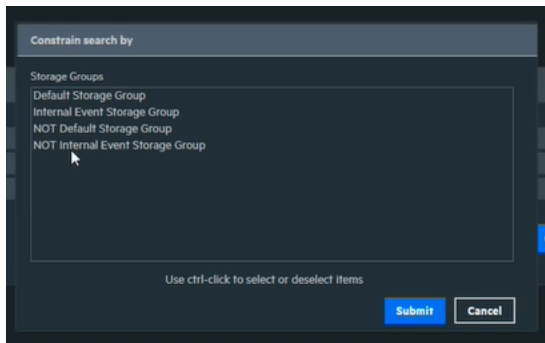 Constrain search by
Storage Groups
Default Storage Group
Internal Event Storage Group
NOT Default Storage Group
NOT Internal Event Storage Group
Use ctrl-click to select or deselect items
Submit Cancel